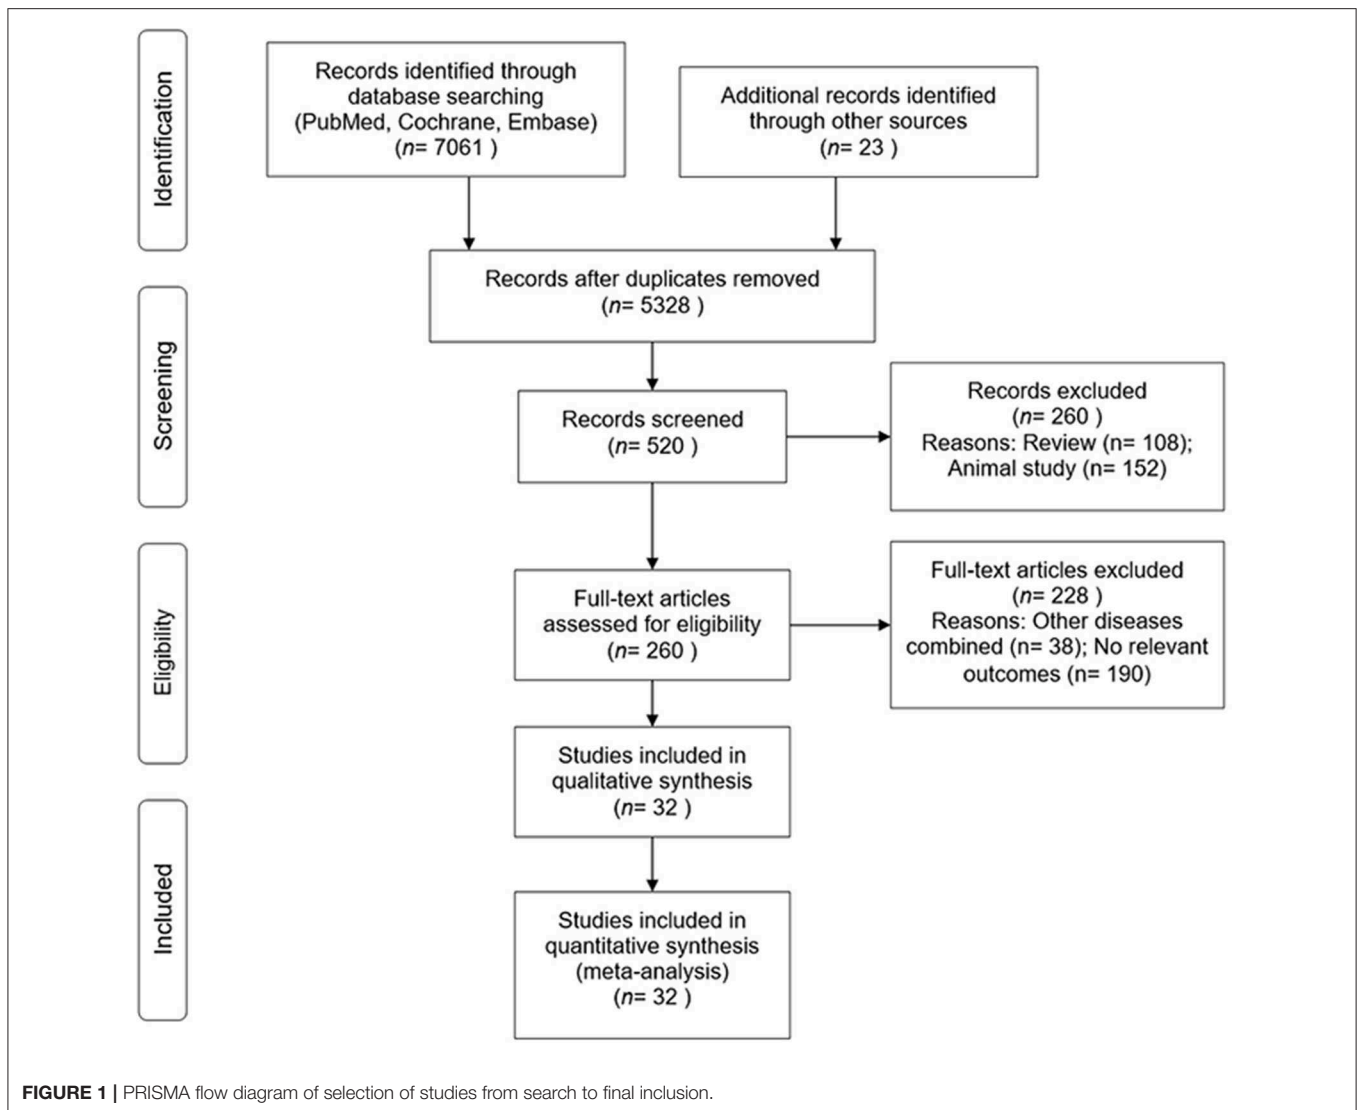 Identification
Records identified through
database searching
(PubMed, Cochrane, Embase)
(n= 7061 )
Additional records identified
through other sources
(n= 23 )
Records after duplicates removed
(n= 5328 )
Screening
Records screened
(n= 520 )
Records excluded
(n= 260 )
Reasons: Review (n= 108);
Animal study (n= 152)
Eligibility
Full-text articles
assessed for eligibility
(n= 260 )
Full-text articles excluded
(n= 228 )
Reasons: Other diseases
combined (n= 38); No relevant
outcomes (n= 190)
Studies included in
qualitative synthesis
(n= 32 )
Included
Studies included in
quantitative synthesis
(meta-analysis)
(n= 32 )
FIGURE 1 | PRISMA flow diagram of selection of studies from search to final inclusion.